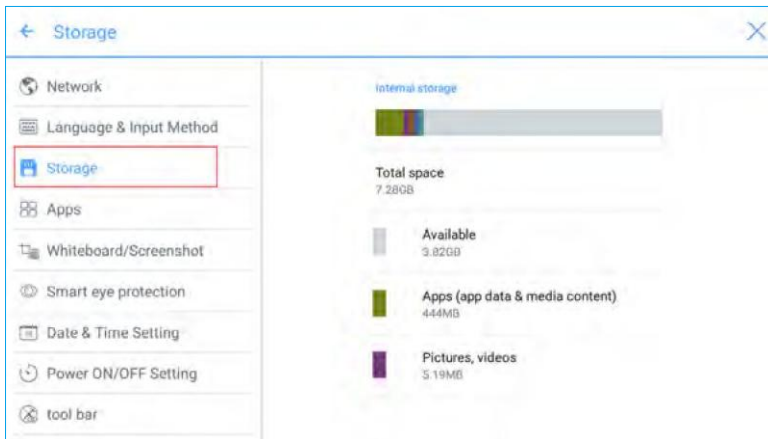 Storage
Network
Language & Input Method
Storage
Apps
Whiteboard/Screenshot
Smart eye protection
Date & Time Setting
Power ON/OFF Setting
tool bar
Internal storage
Total space
7.28GB
Available
3.82GB
Apps (app data & media content)
444MB
Pictures, videos
5.19MB